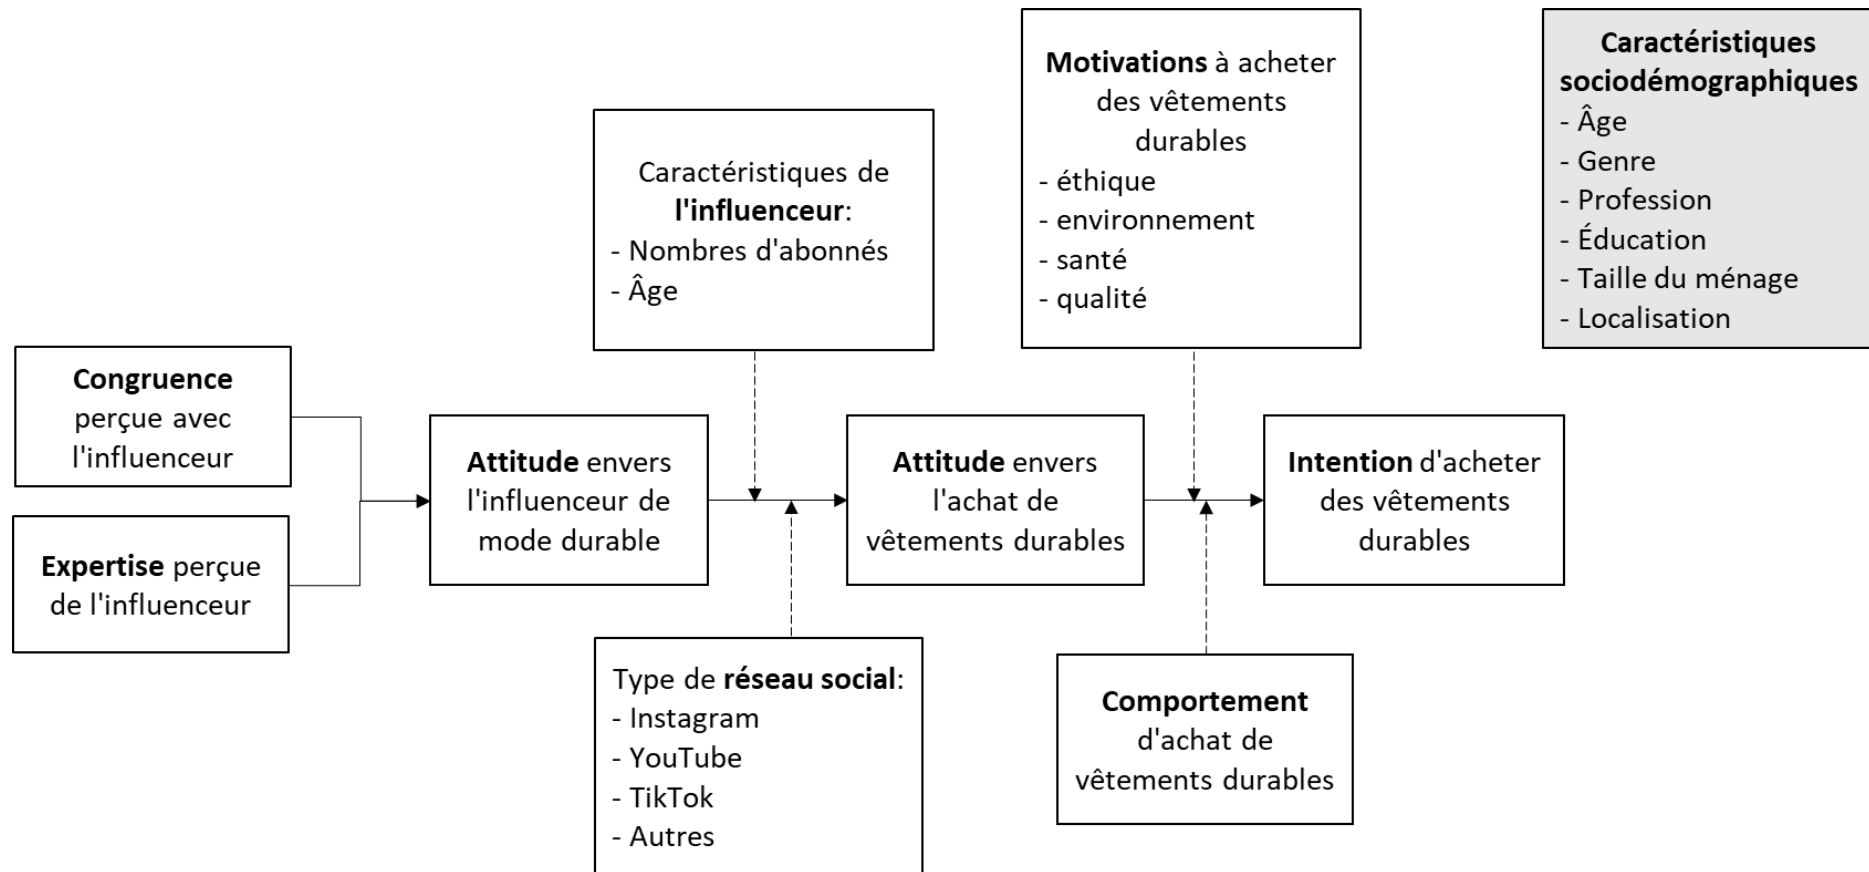 Congruence
perçue avec
l'influenceur
Expertise perçue
de l'influenceur
Attitude envers
l'influenceur de
mode durable
Caractéristiques de
l'influenceur:
- Nombres d'abonnés
- Âge
Type de réseau social:
- Instagram
- YouTube
- TikTok
- Autres
Attitude envers
l'achat de
vêtements durables
Motivations à acheter
des vêtements
durables
- éthique
- environnement
- santé
- qualité
Comportement
d'achat de
vêtements durables
Intention d'acheter
des vêtements
durables
Caractéristiques
sociodémographiques
- Âge
- Genre
- Profession
- Éducation
- Taille du ménage
- Localisation